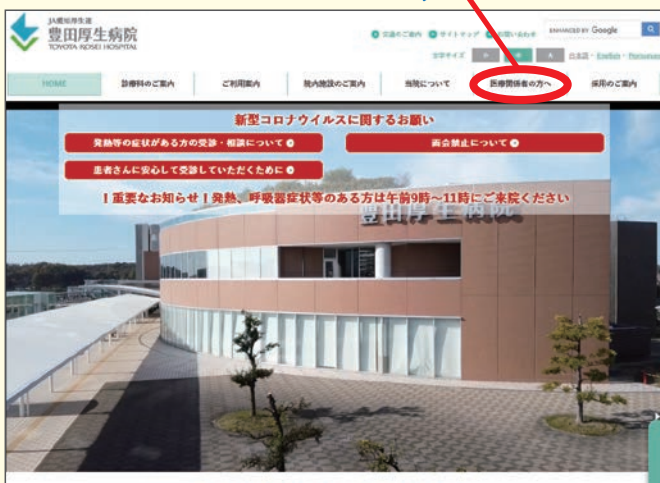 JA愛知厚生連
豊田厚生病院
TOYOTA KOSEI HOSPITAL
交通のご案内 サイトマップ お問い合わせ ENHANCED BY Google
文字サイズ 小 中 大 日本語・English・Portuguese
HOME 診療科のご案内 ご利用案内 院内施設のご案内 当院について 医療関係者の方へ 採用のご案内
新型コロナウイルスに関するお願い
発熱等の症状がある方の受診・相談について 面会禁止について
患者さんに安心して受診していただくために
!重要なお知らせ!発熱、呼吸器症状等のある方は午前9時~11時にご来院ください
豊田厚生病院